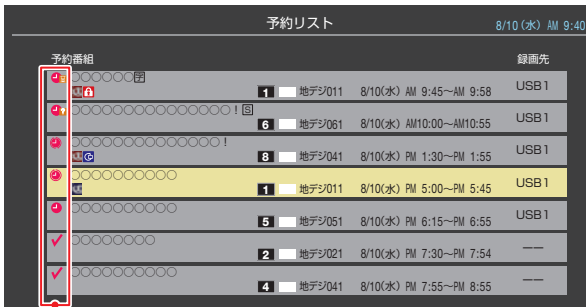 予約リスト
8/10(水) AM 9:40
予約番組
録画先
○○○○○○字
1 地デジ011 8/10(水) AM 9:45〜AM 9:58 USB1
○○○○○○○○○○○○○○○!S
6 地デジ061 8/10(水) AM10:00〜AM10:55 USB1
○○○○○○○○○○○○○○!
8 地デジ041 8/10(水) PM 1:30〜PM 1:55 USB1
○○○○○○○○○○
1 地デジ011 8/10(水) PM 5:00〜PM 5:45 USB1
○○○○○○○○○○
5 地デジ051 8/10(水) PM 6:15〜PM 6:55 USB1
○○○○○○○○
2 地デジ021 8/10(水) PM 7:30〜PM 7:54 ――
○○○○○○○○○○
4 地デジ041 8/10(水) PM 7:55〜PM 8:55 ――